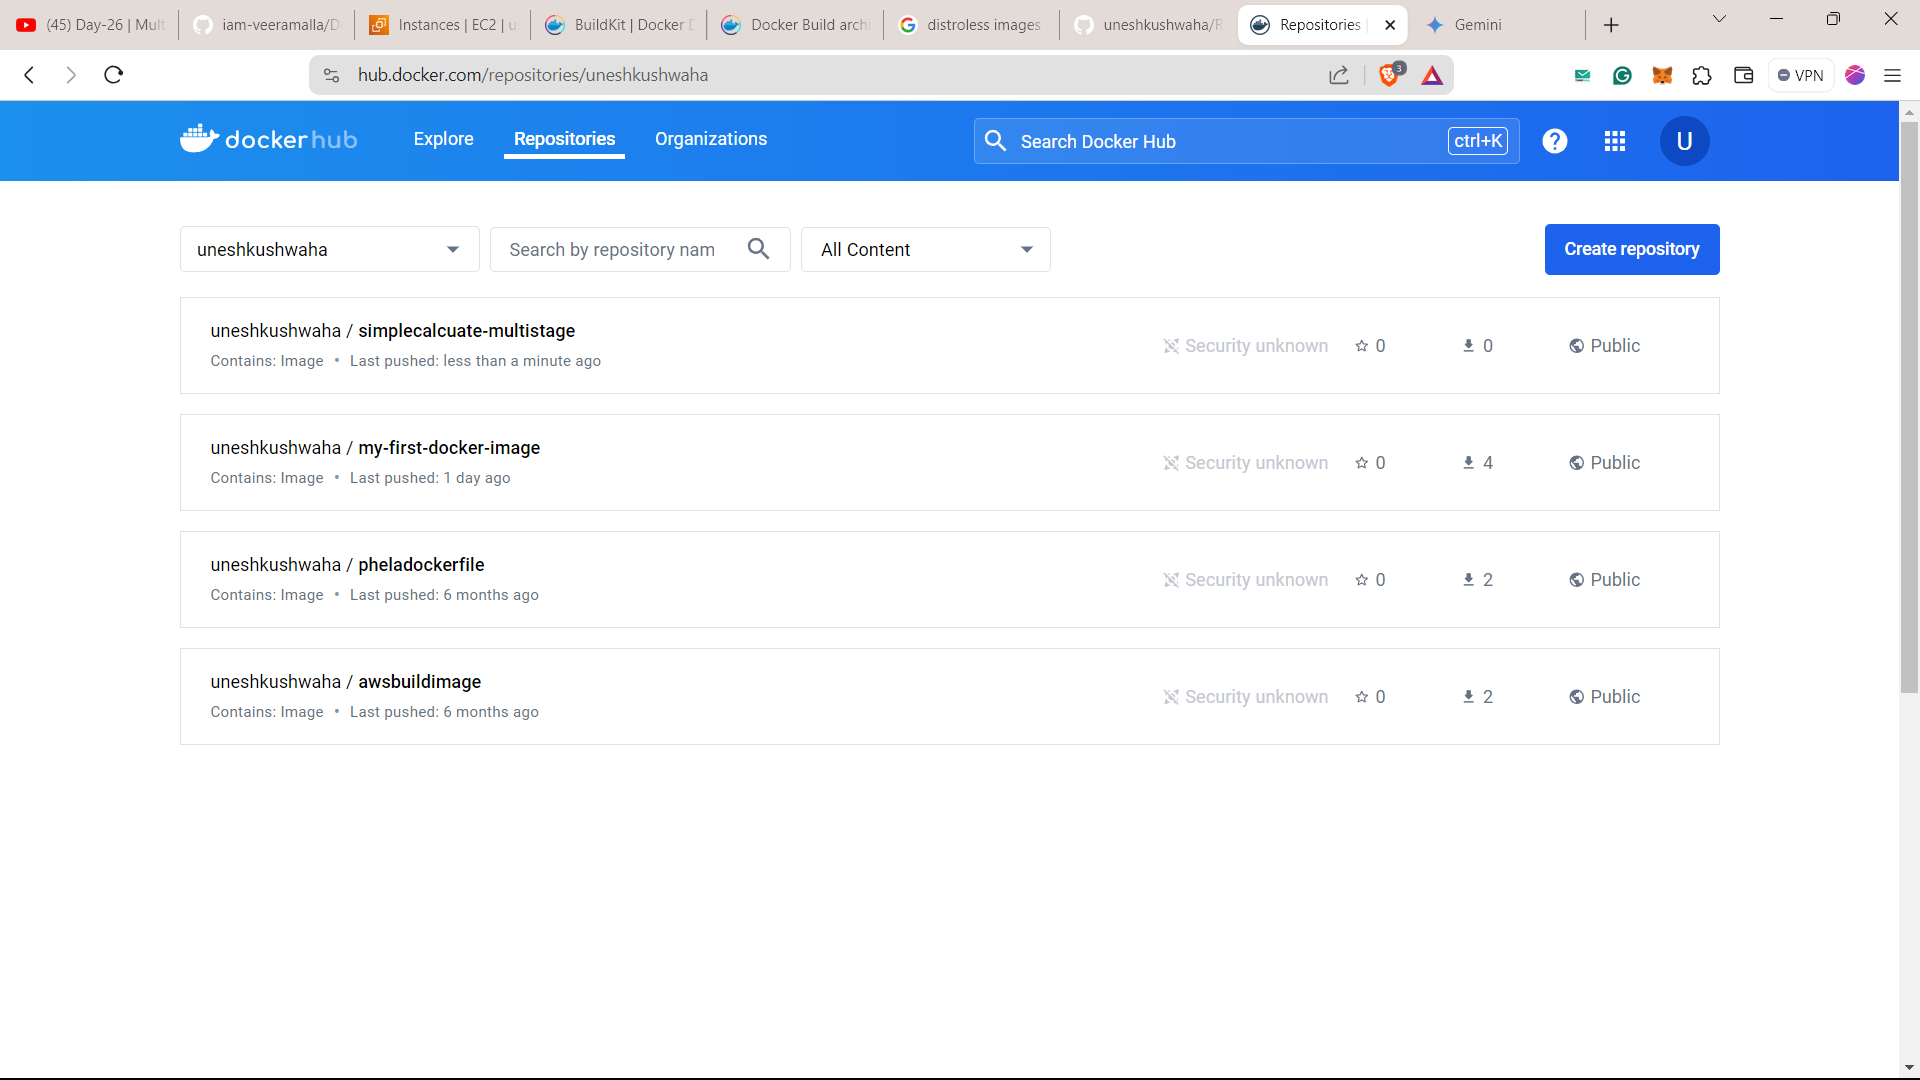 (45) Day-26 | Mult
iam-veeramalla/D
Instances | EC2 | u
BuildKit | Docker D
Docker Build archi
distroless images
uneshkushwaha/R
Repositories |
Gemini
hub.docker.com/repositories/uneshkushwaha
3
VPN
dockerhub
Explore
Repositories
Organizations
Search Docker Hub
ctrl+K
?
U
uneshkushwaha
Search by repository nam
All Content
Create repository
uneshkushwaha / simplecalcuate-multistage
Contains: Image • Last pushed: less than a minute ago
Security unknown
0
0
Public
uneshkushwaha / my-first-docker-image
Contains: Image • Last pushed: 1 day ago
Security unknown
0
4
Public
uneshkushwaha / pheladockerfile
Contains: Image • Last pushed: 6 months ago
Security unknown
0
2
Public
uneshkushwaha / awsbuildimage
Contains: Image • Last pushed: 6 months ago
Security unknown
0
2
Public